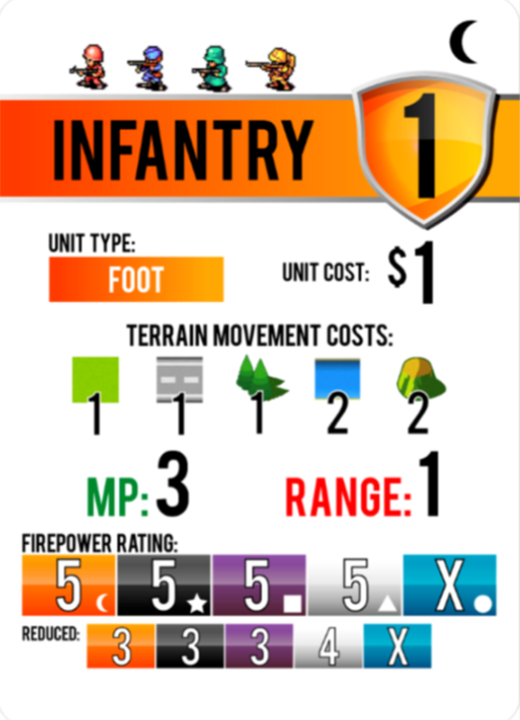 INFANTRY 1
UNIT TYPE:
FOOT
UNIT COST: $1
TERRAIN MOVEMENT COSTS:
1 1 1 2 2
MP: 3 RANGE: 1
FIREPOWER RATING:
5 5 5 5 X
REDUCED: 3 3 3 4 X